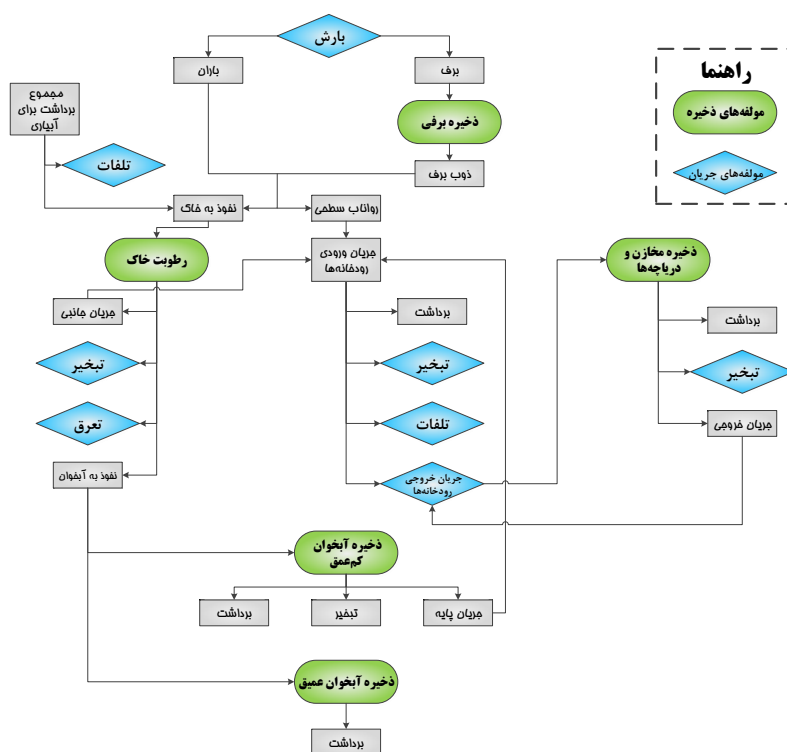 بارش
باران
برف
راهنما
مولفه‌های ذخیره
مولفه‌های جریان
مجموع
برداشت برای
آبیاری
ذخیره برفی
تلفات
ذوب برف
نفوذ به خاک
رواناب سطحی
رطوبت خاک
جریان ورودی
رودخانه‌ها
ذخیره مخازن و
دریاچه‌ها
جریان جانبی
برداشت
برداشت
تبخیر
تبخیر
تبخیر
تعرق
تلفات
جریان خروجی
نفوذ به آبخوان
جریان خروجی
رودخانه‌ها
ذخیره آبخوان
کم‌عمق
برداشت
تبخیر
جریان پایه
ذخیره آبخوان عمیق
برداشت